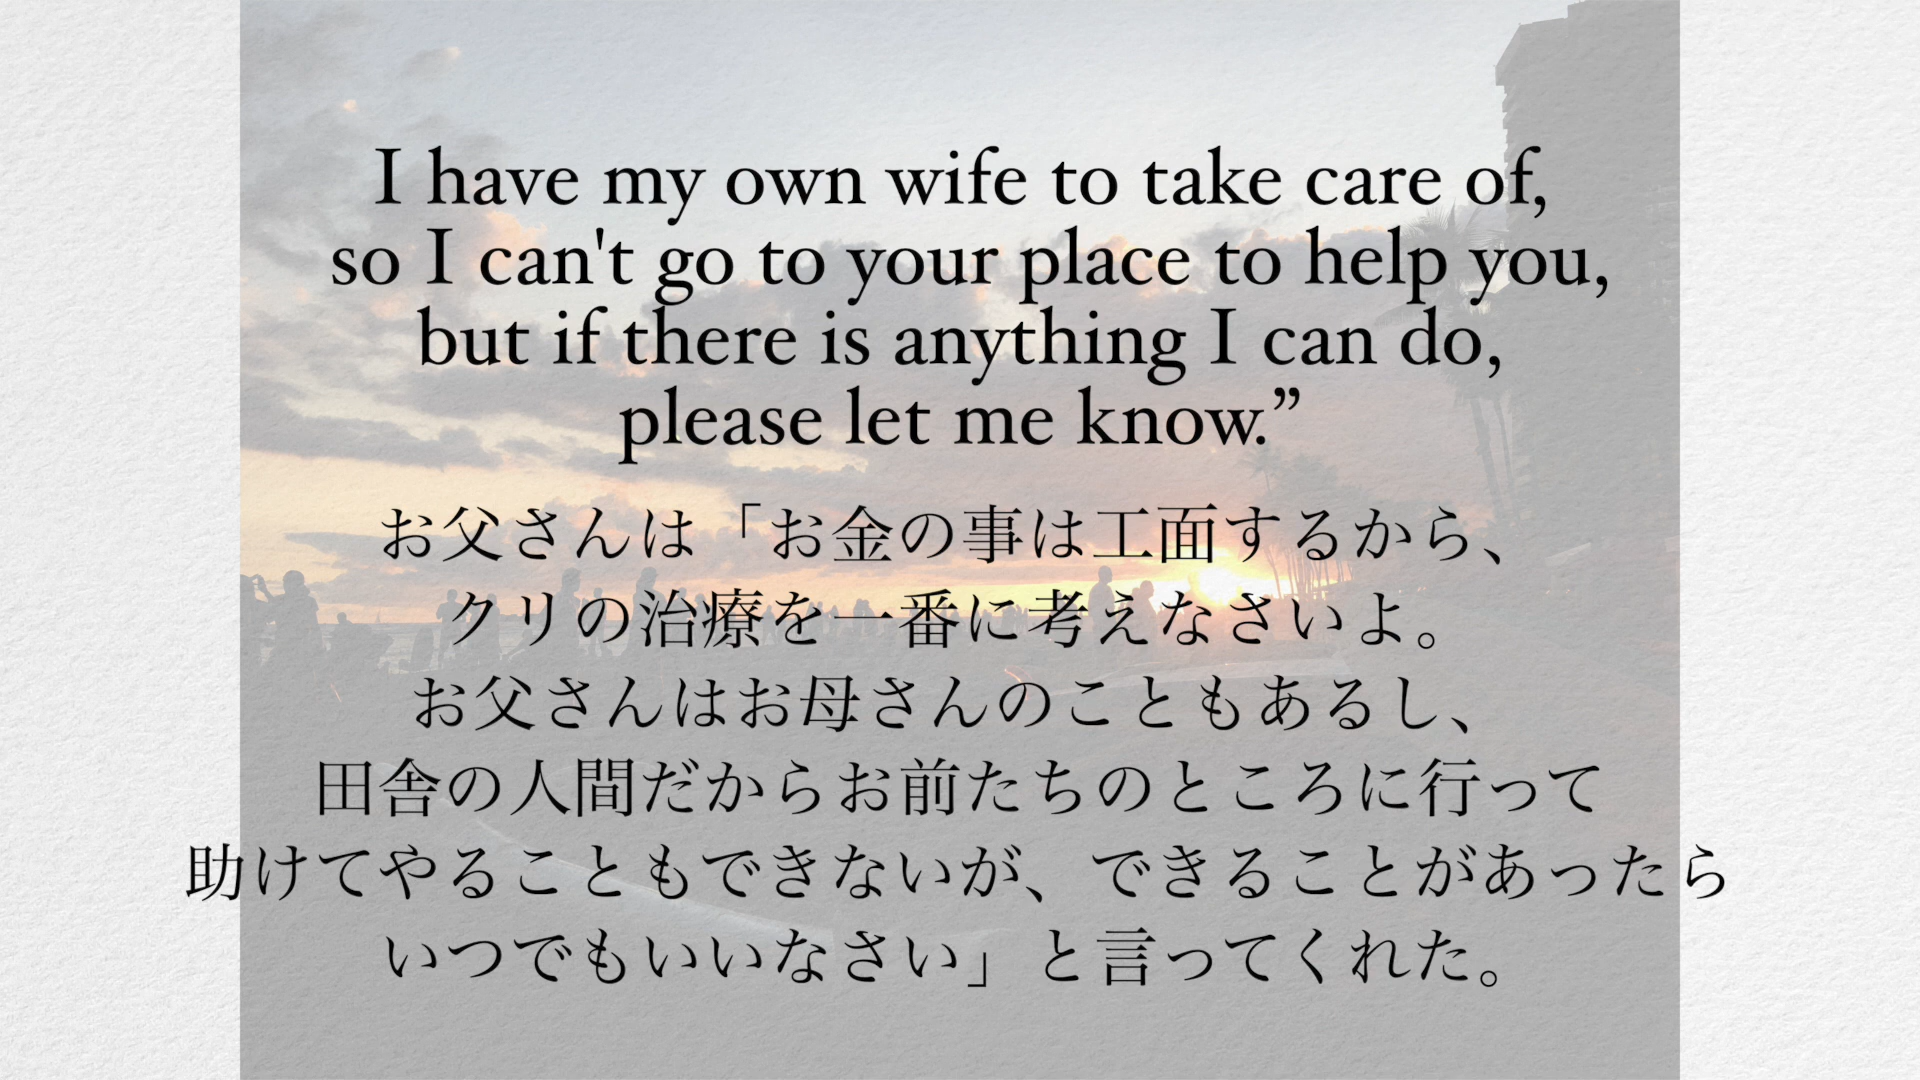 I have my own wife to take care of,
so I can't go to your place to help you,
but if there is anything I can do,
please let me know.”
お父さんは「お金の事は工面するから、
クリの治療を一番に考えなさいよ。
お父さんはお母さんのこともあるし、
田舎の人間だからお前たちのところに行って
助けてやることもできないが、できることがあったら
いつでもいいなさい」と言ってくれた。